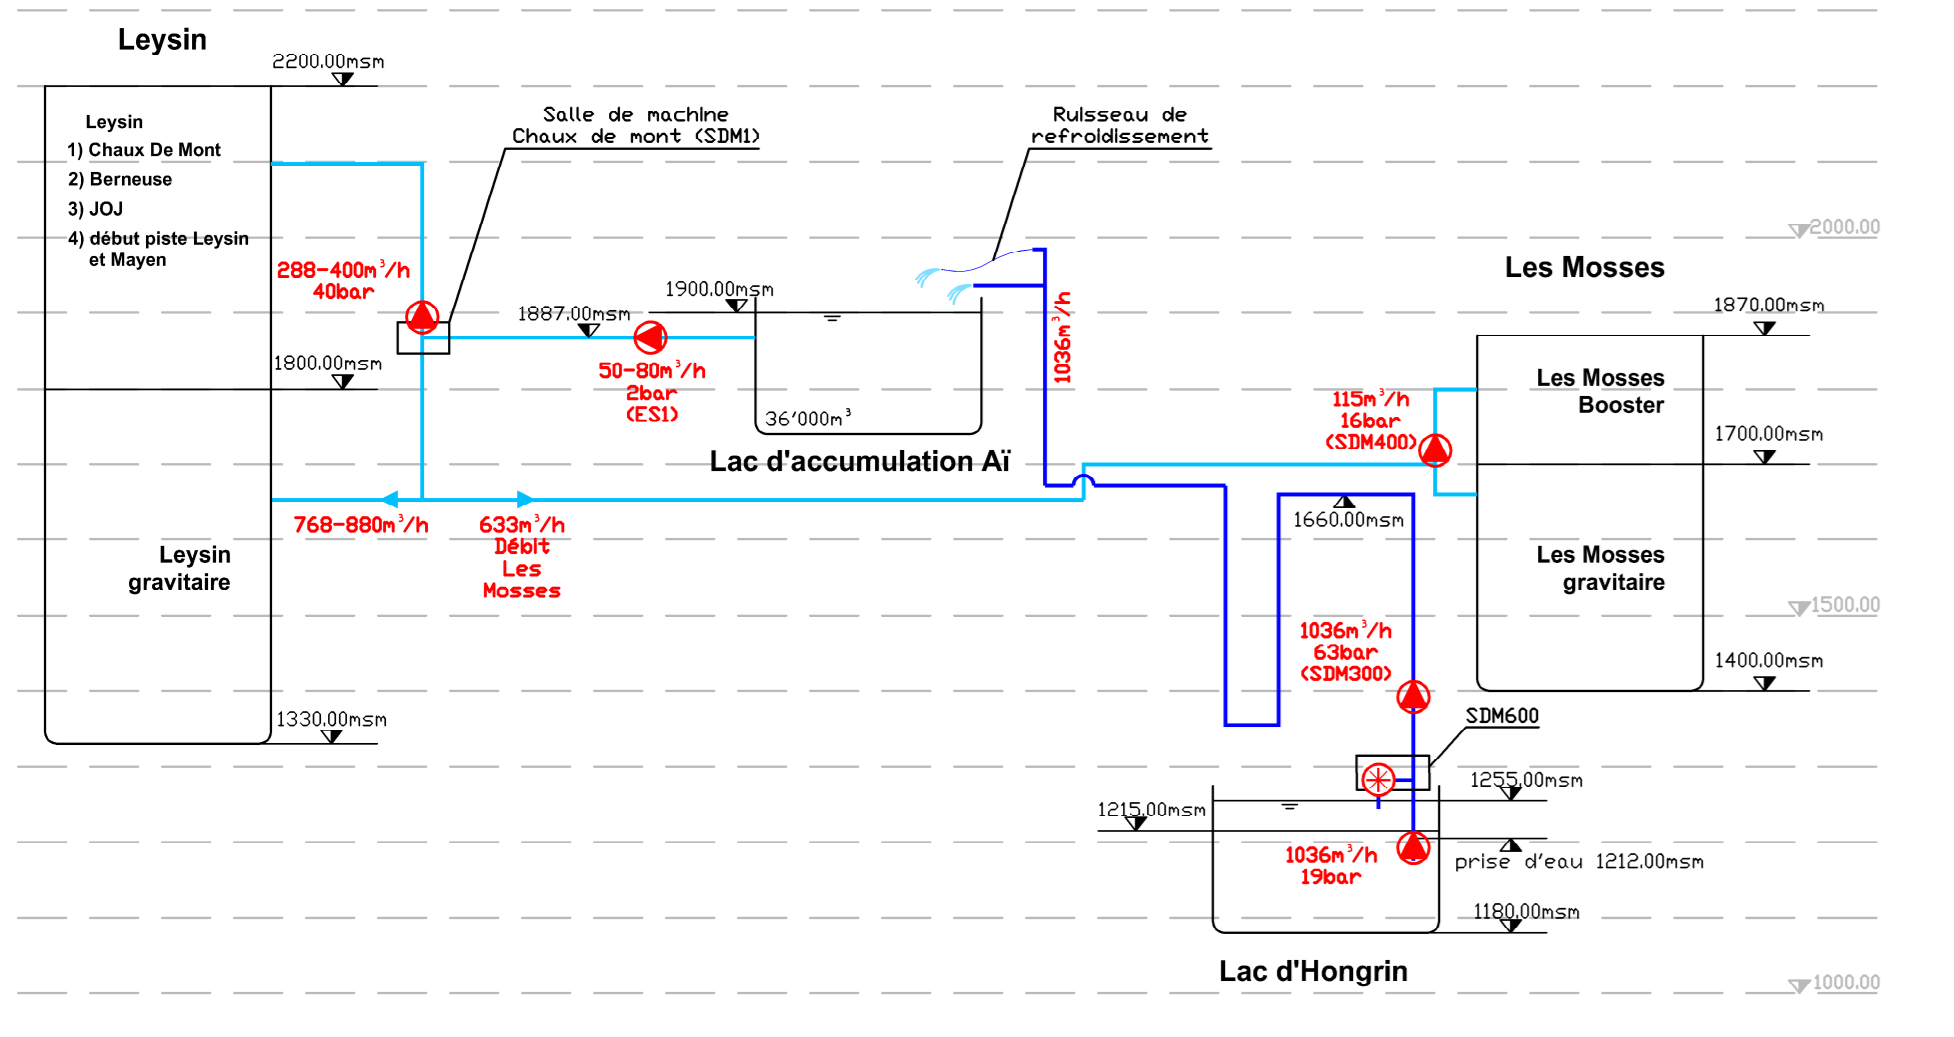 Leysin
2200.00msm
Leysin
1) Chaux De Mont
2) Berneuse
3) JOJ
4) début piste Leysin
et Mayen
Salle de machine
Chaux de mont (SDM1)
Ruisseau de
refroidissement
2000.00
Les Mosses
288-400m³/h
40bar
1900.00msm
1887.00msm
1036m³/h
1870.00msm
1800.00msm
50-80m³/h
2bar
(ES1)
36'000m³
Lac d'accumulation Aï
115m³/h
16bar
(SDM400)
Les Mosses
Booster
1700.00msm
768-880m³/h
633m³/h
Débit
Les
Mosses
1660.00msm
Leysin
gravitaire
Les Mosses
gravitaire
1500.00
1036m³/h
63bar
(SDM300)
1400.00msm
1330.00msm
SDM600
1255.00msm
1215.00msm
1036m³/h
19bar
prise d'eau 1212.00msm
1180.00msm
Lac d'Hongrin
1000.00